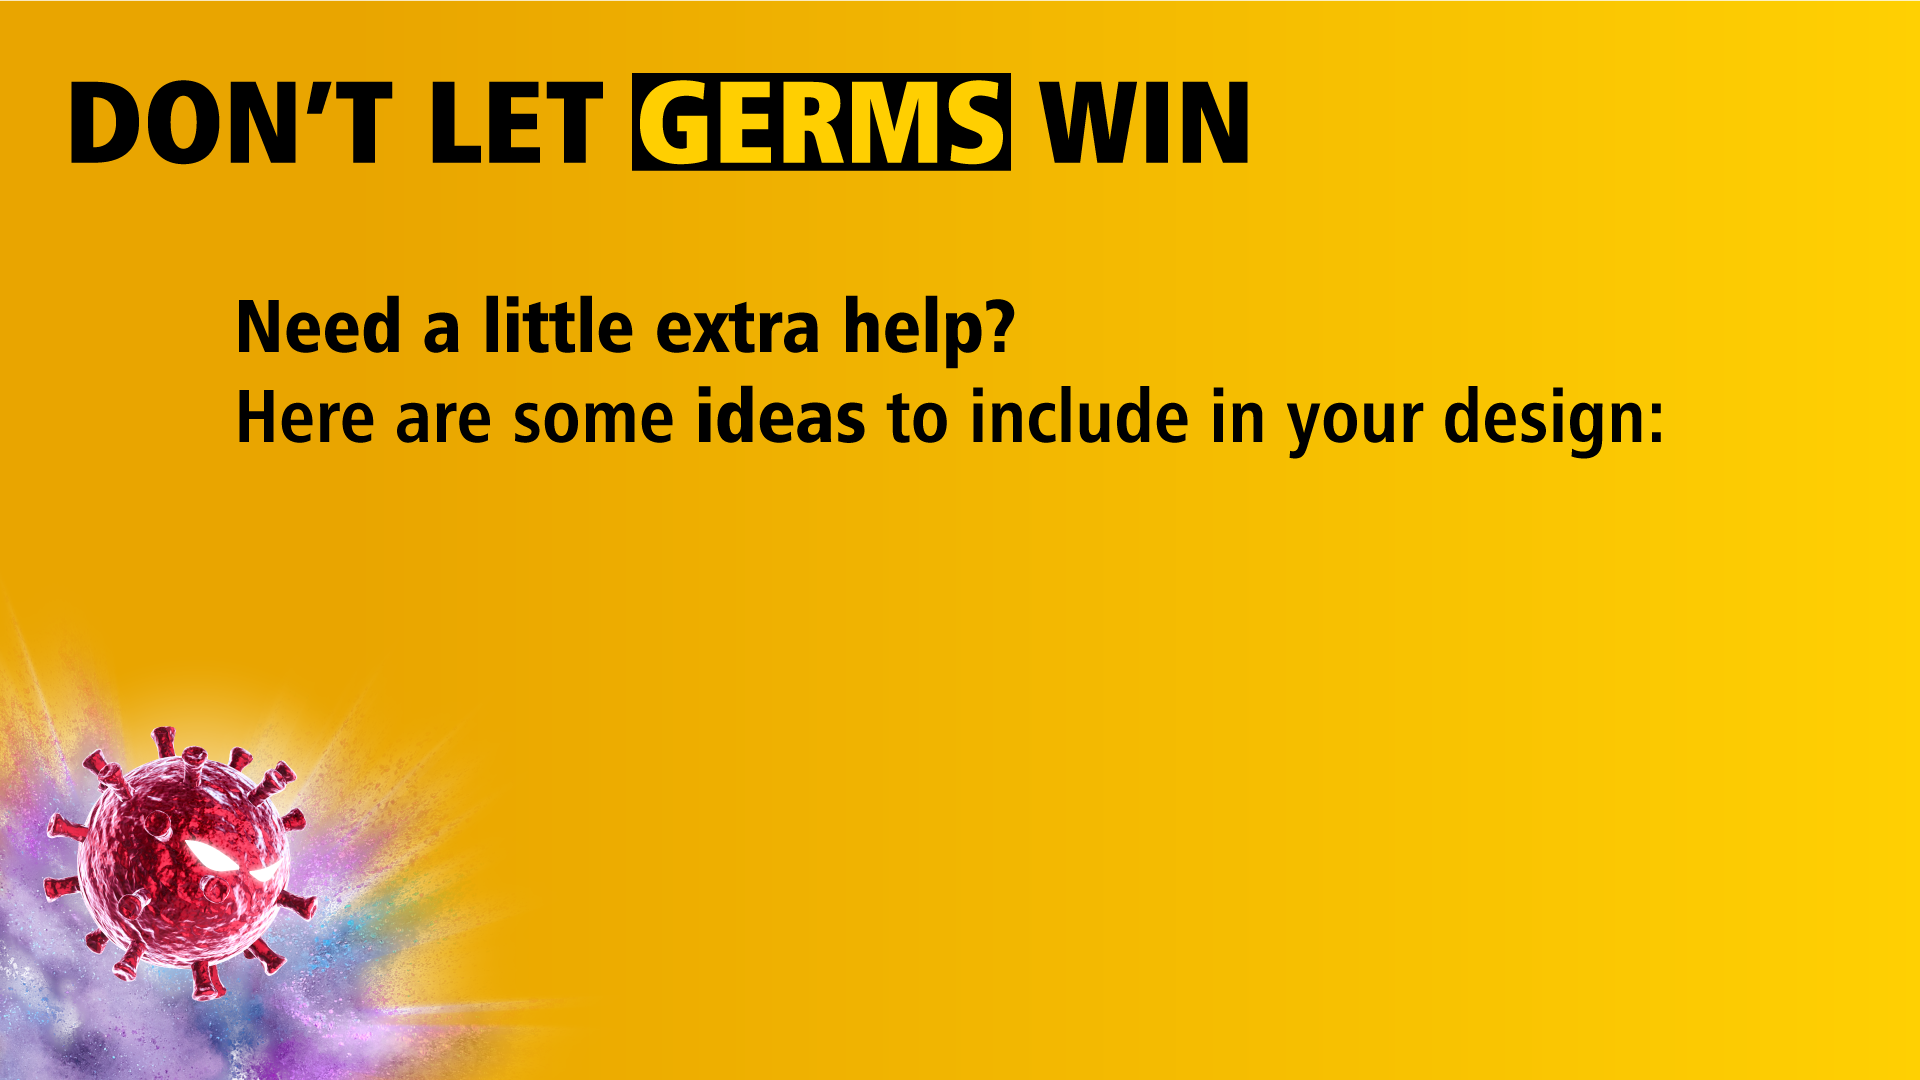 DON’T LET GERMS WIN
Need a little extra help?
Here are some ideas to include in your design: